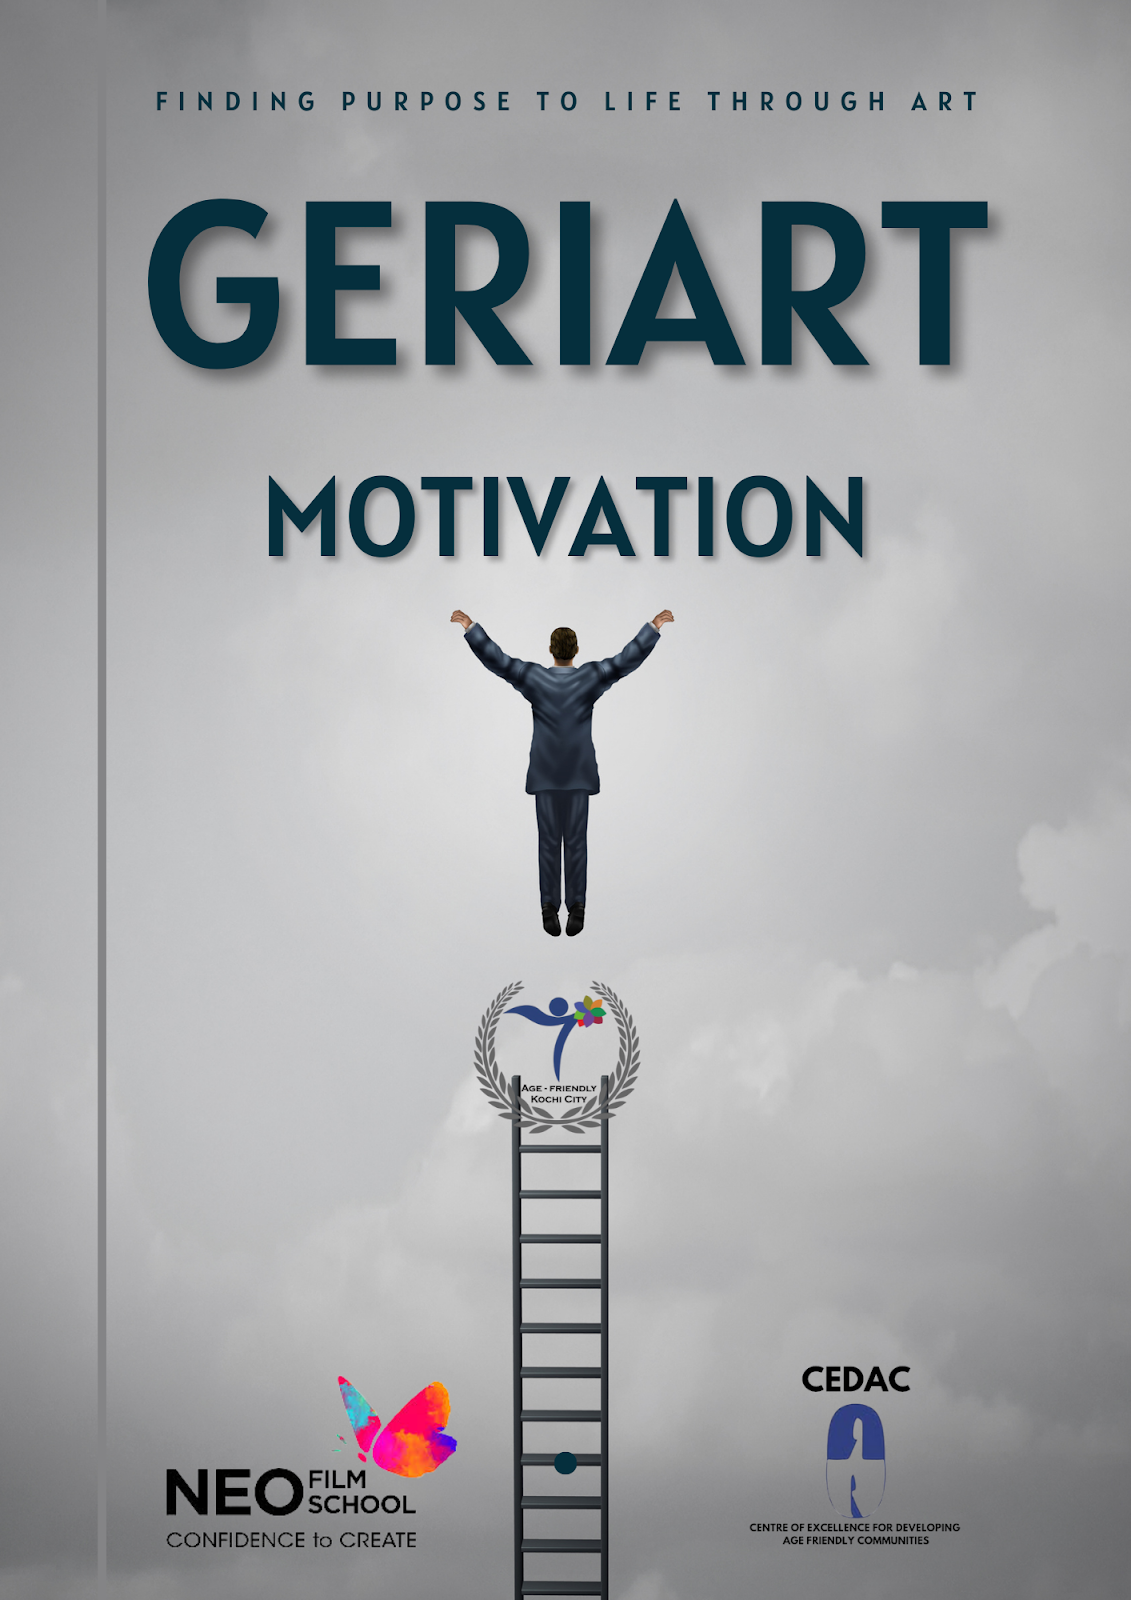 FINDING PURPOSE TO LIFE THROUGH ART
GERIART
MOTIVATION
AGE - FRIENDLY
KOCHI CITY
NEO FILM
SCHOOL
CONFIDENCE to CREATE
CEDAC
CENTRE OF EXCELLENCE FOR DEVELOPING
AGE FRIENDLY COMMUNITIES